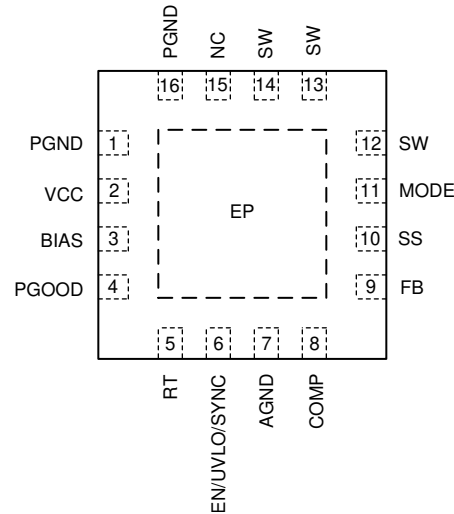 PGND
NC
SW
SW
16
15
14
13
PGND
1
12
SW
VCC
2
11
MODE
EP
BIAS
3
10
SS
PGOOD
4
9
FB
5
6
7
8
RT
EN/UVLO/SYNC
AGND
COMP